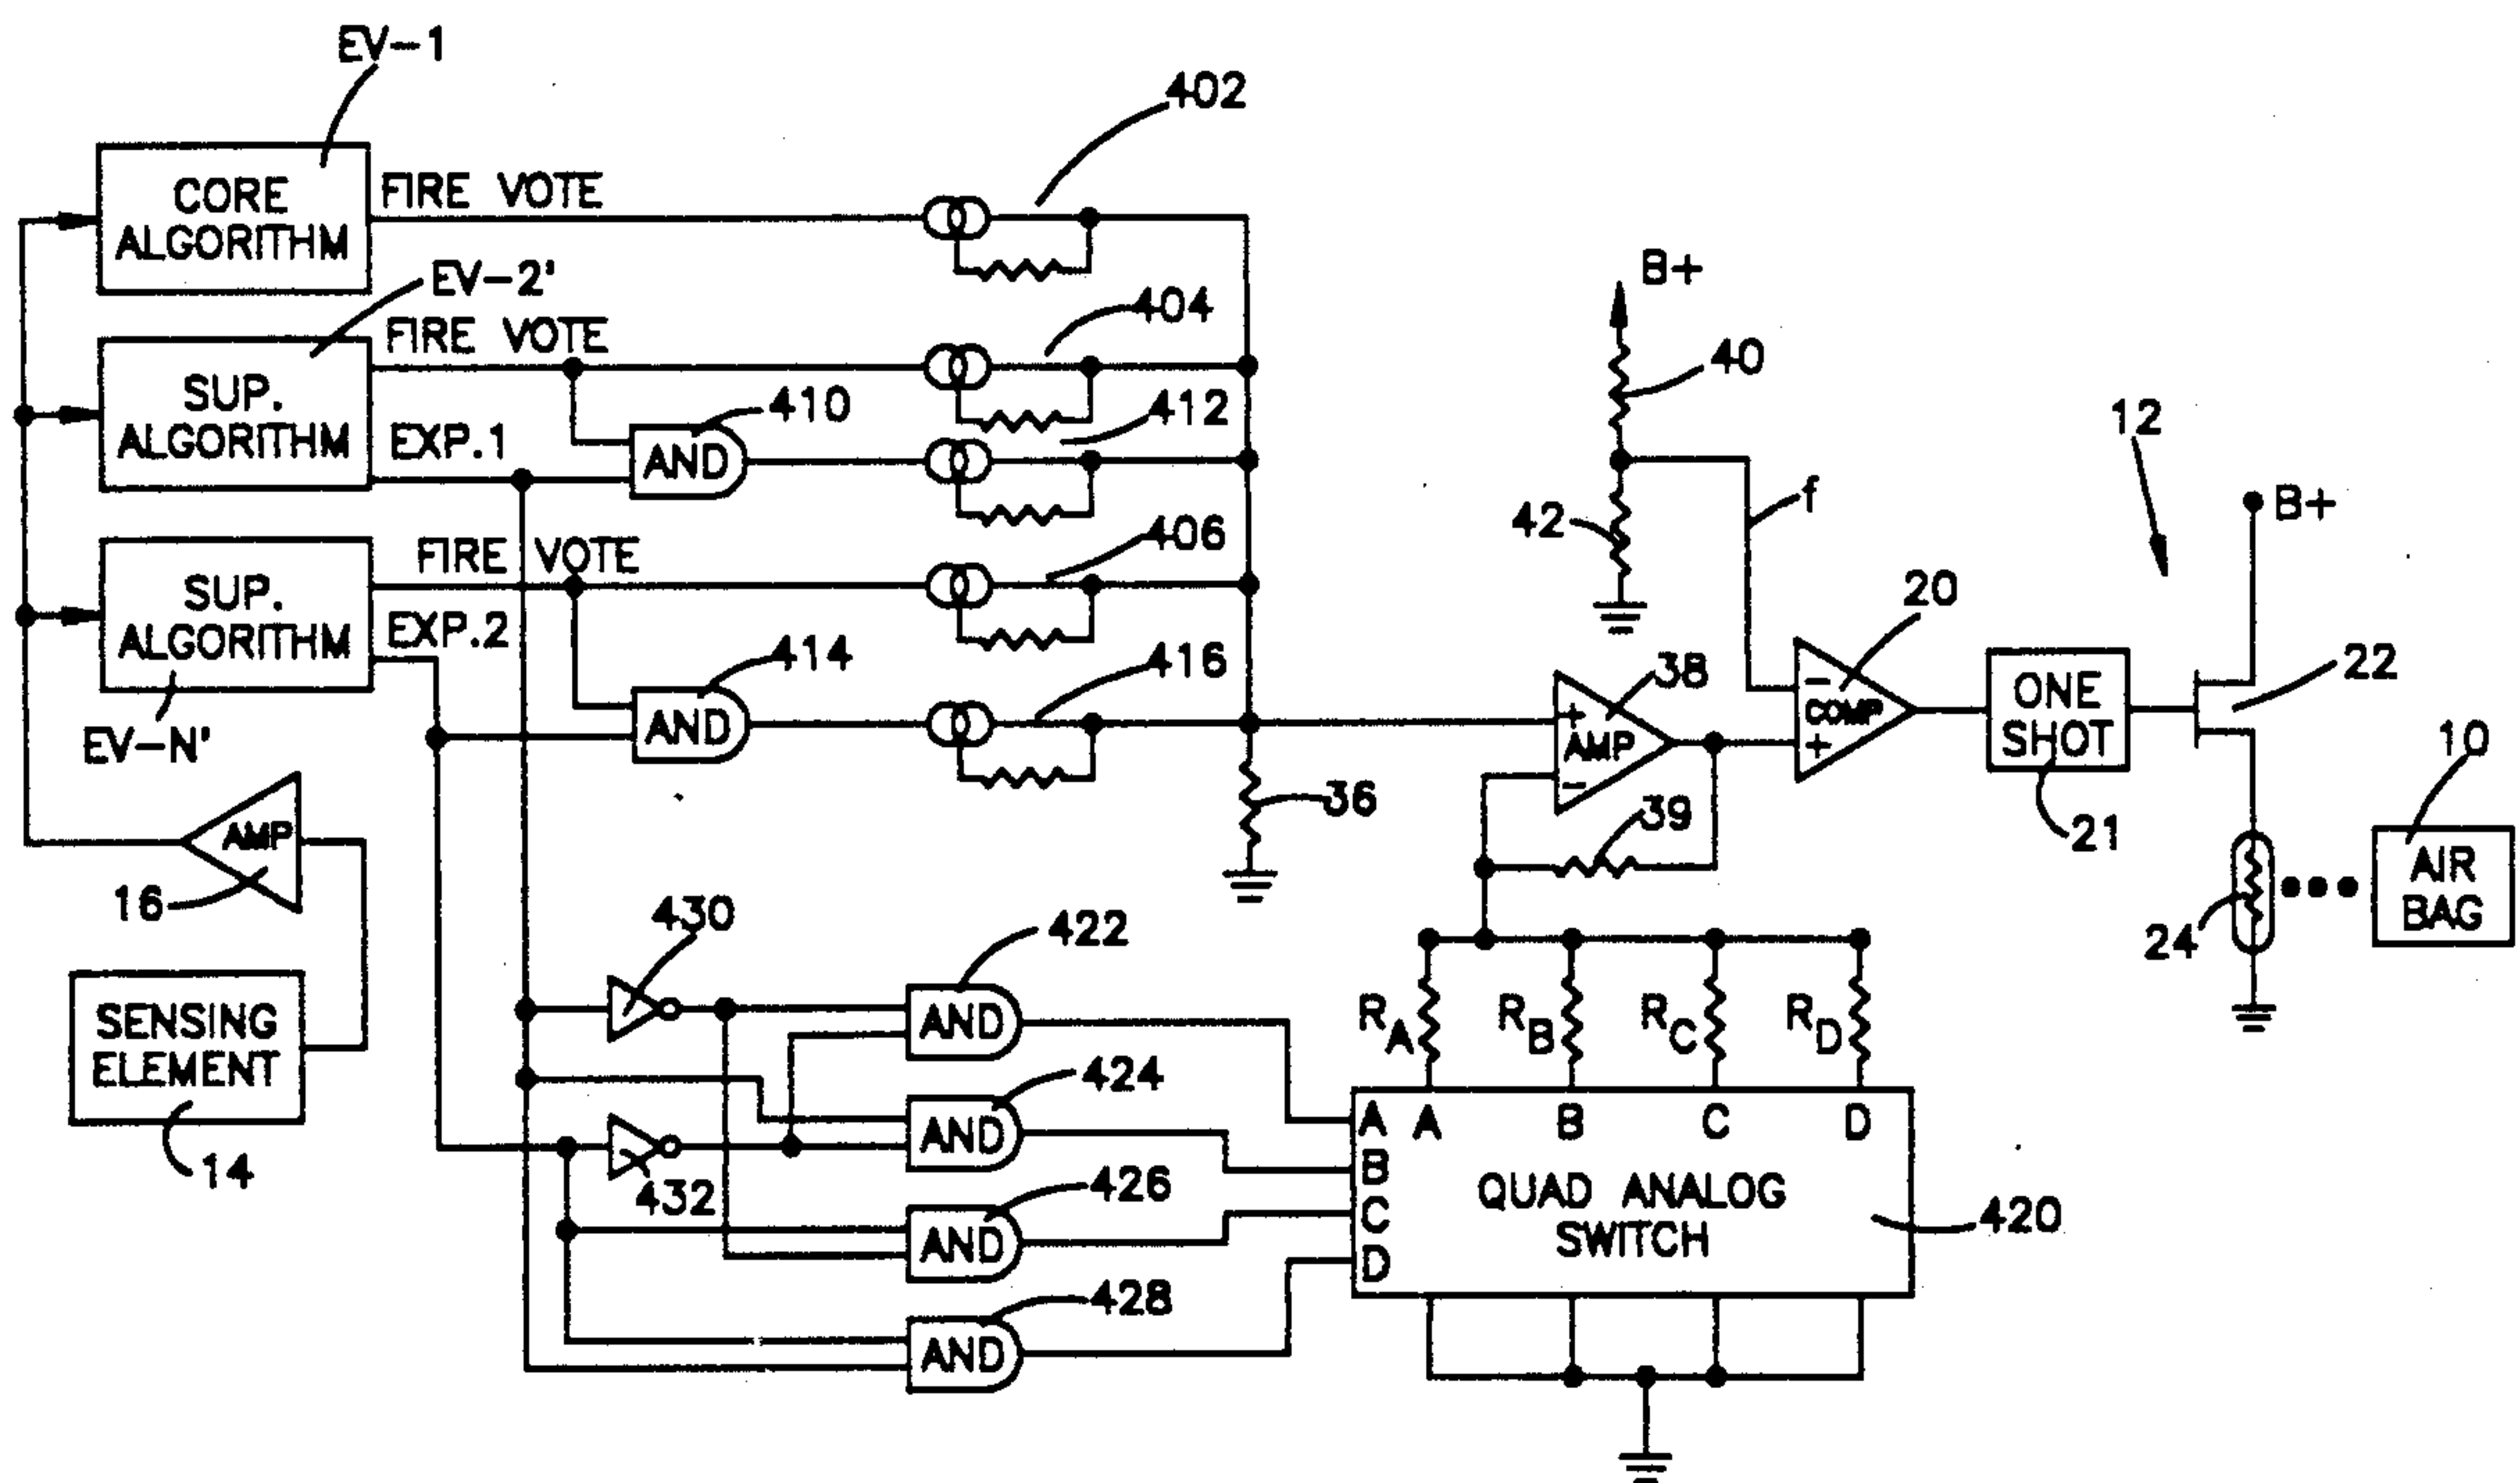 EV-1
402
CORE
ALGORITHM
FIRE VOTE
EV-2'
FIRE VOTE
404
B+
SUP.
ALGORITHM
EXP.1
410
412
40
12
f
42
B+
AND
SUP.
ALGORITHM
FIRE VOTE
EXP.2
406
20
EV-N'
414
416
38
22
AND
+
AMP
-
-
COMP
+
ONE
SHOT
10
AMP
16
36
39
21
AIR
BAG
24
430
422
SENSING
ELEMENT
14
AND
RA
RB
RC
RD
424
AND
432
426
AND
428
AND
A
B
C
D
A B C D
QUAD ANALOG
SWITCH
420